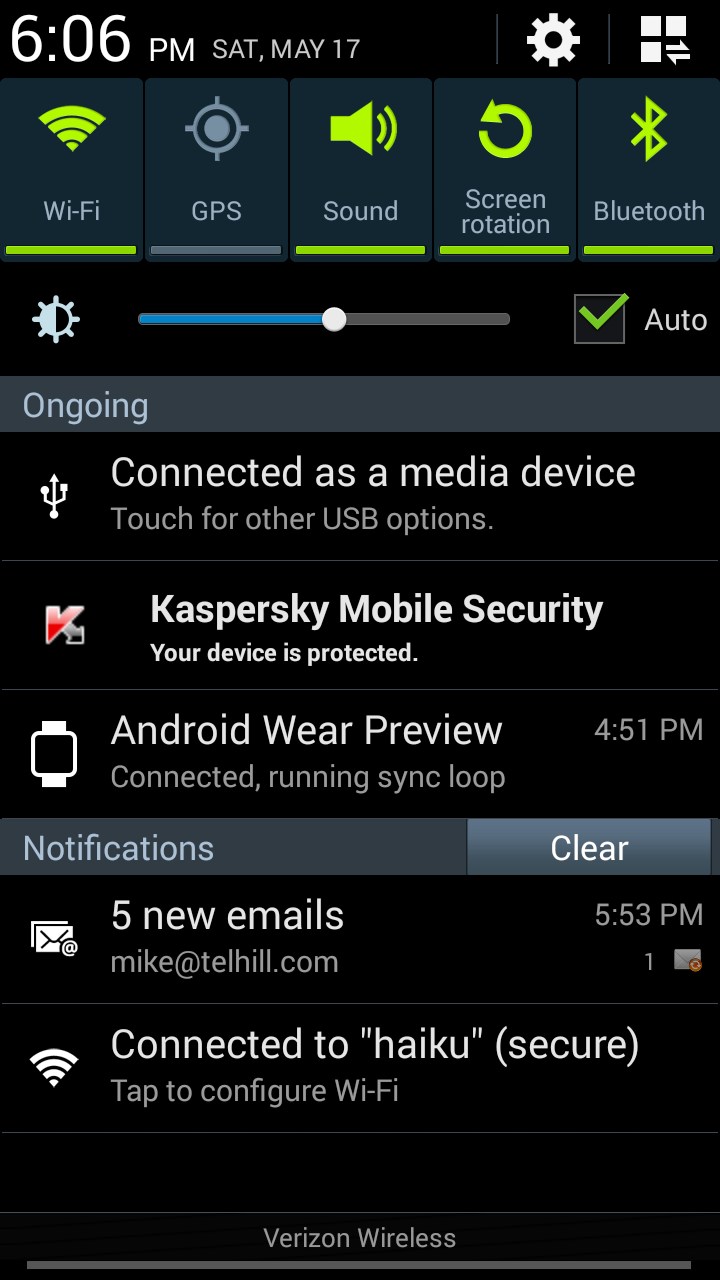 6:06 PM SAT, MAY 17
Wi-Fi
GPS
Sound
Screen
rotation
Bluetooth
Auto
Ongoing
Connected as a media device
Touch for other USB options.
Kaspersky Mobile Security
Your device is protected.
Android Wear Preview 4:51 PM
Connected, running sync loop
Notifications Clear
5 new emails 5:53 PM
mike@telhill.com 1
Connected to "haiku" (secure)
Tap to configure Wi-Fi
Verizon Wireless